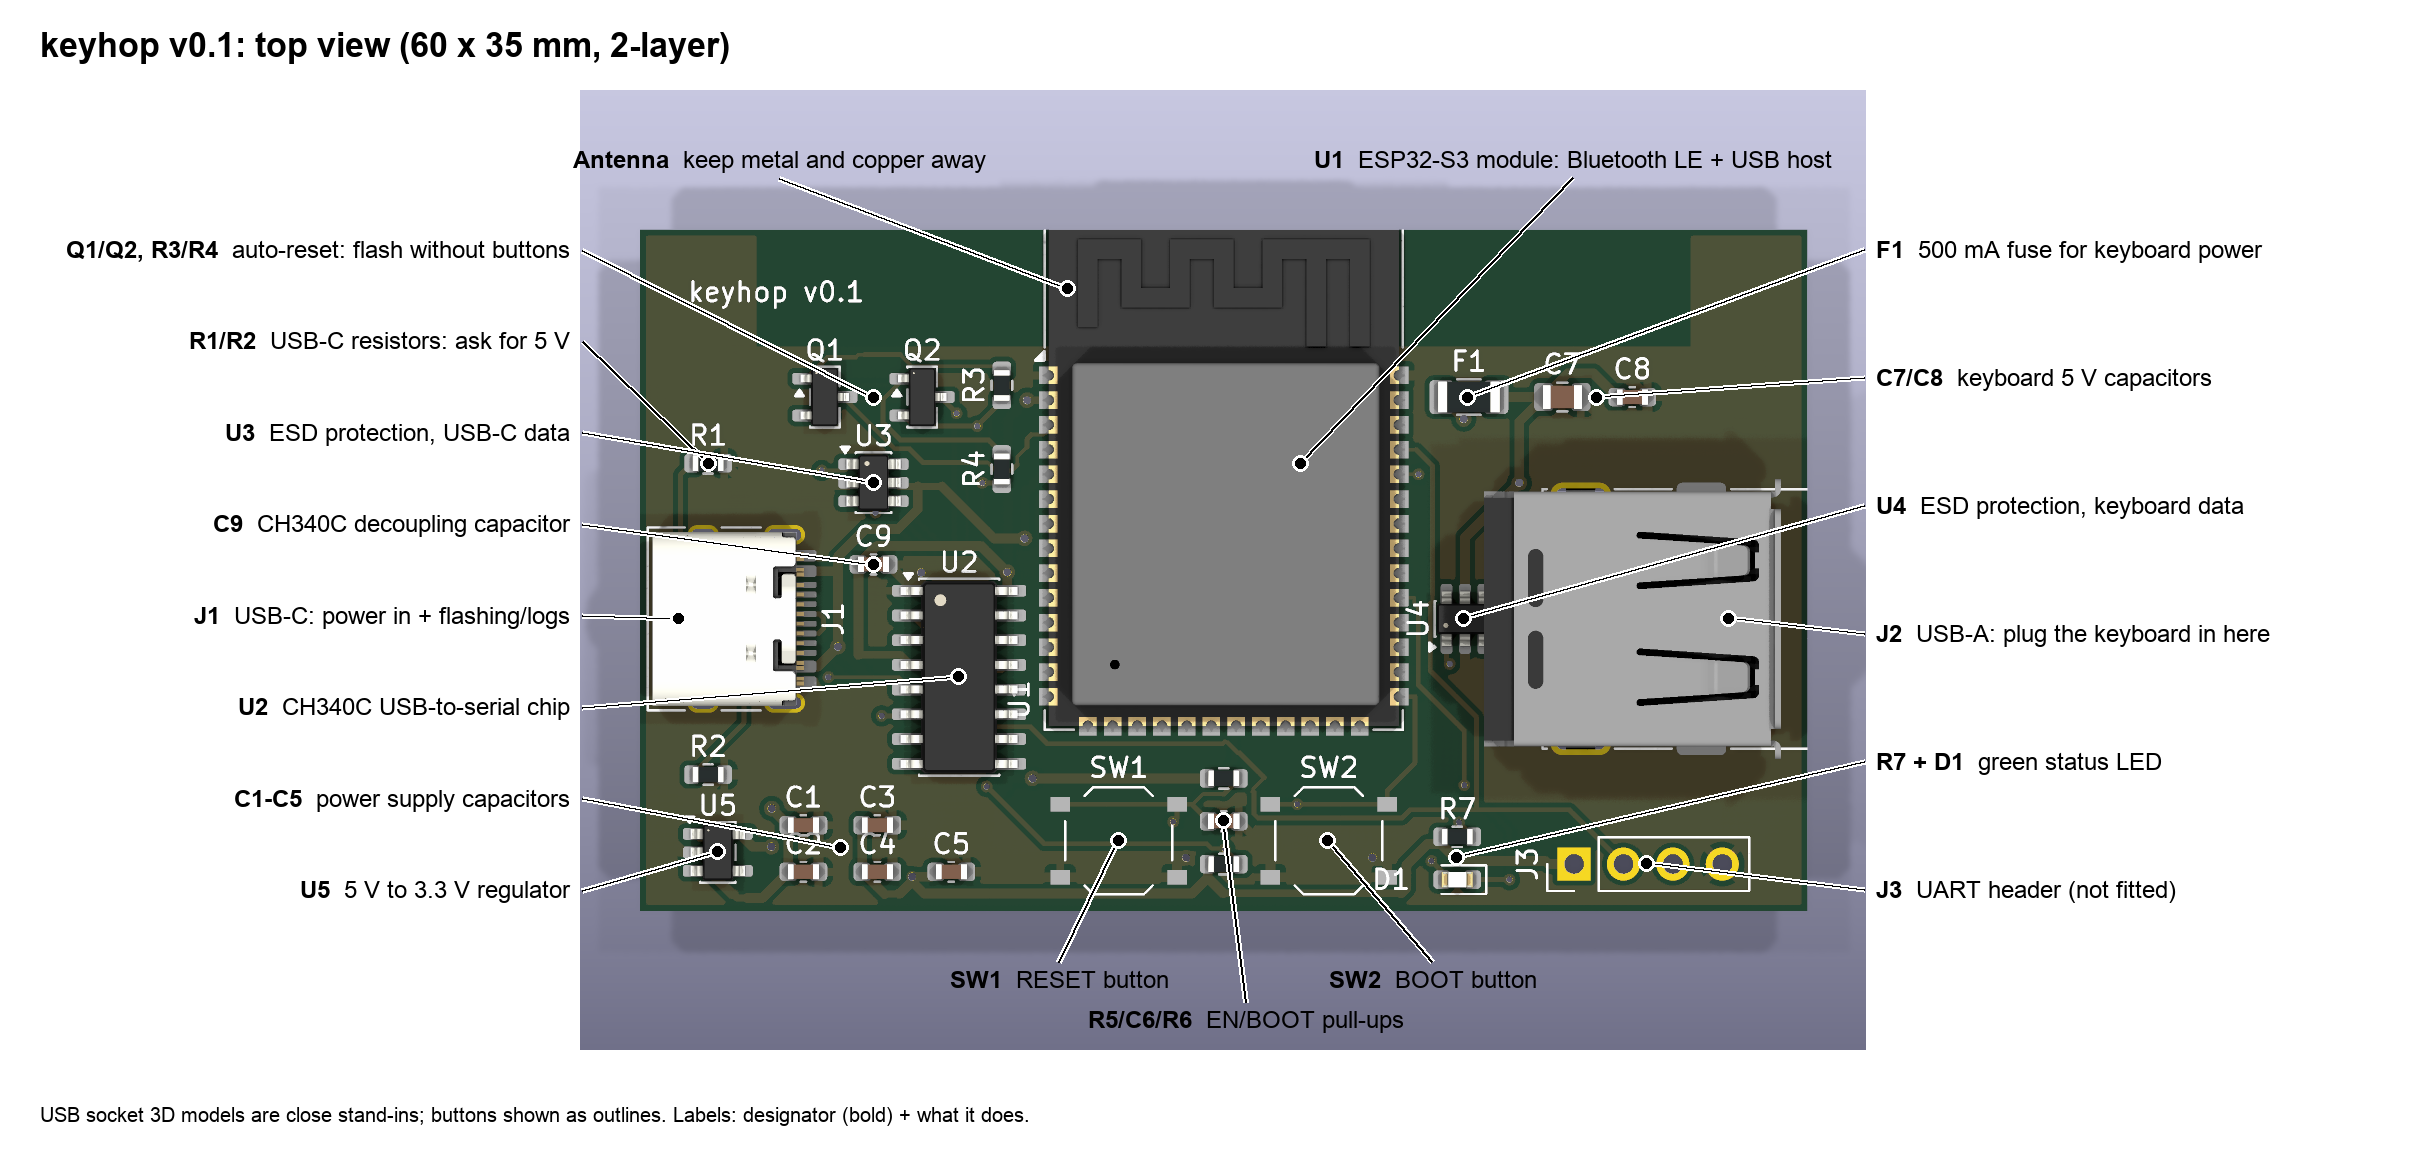 keyhop v0.1: top view (60 x 35 mm, 2-layer)
Antenna keep metal and copper away
U1 ESP32-S3 module: Bluetooth LE + USB host
Q1/Q2, R3/R4 auto-reset: flash without buttons
R1/R2 USB-C resistors: ask for 5 V
U3 ESD protection, USB-C data
C9 CH340C decoupling capacitor
J1 USB-C: power in + flashing/logs
U2 CH340C USB-to-serial chip
C1-C5 power supply capacitors
U5 5 V to 3.3 V regulator
keyhop v0.1
Q1
Q2
R3
F1
C7
C8
R1
U3
R4
C9
U2
J1
U4
U1
R2
SW1
SW2
U5
C1
C3
R7
C2
C4
C5
D1
J3
F1 500 mA fuse for keyboard power
C7/C8 keyboard 5 V capacitors
U4 ESD protection, keyboard data
J2 USB-A: plug the keyboard in here
R7 + D1 green status LED
J3 UART header (not fitted)
SW1 RESET button
SW2 BOOT button
R5/C6/R6 EN/BOOT pull-ups
USB socket 3D models are close stand-ins; buttons shown as outlines. Labels: designator (bold) + what it does.